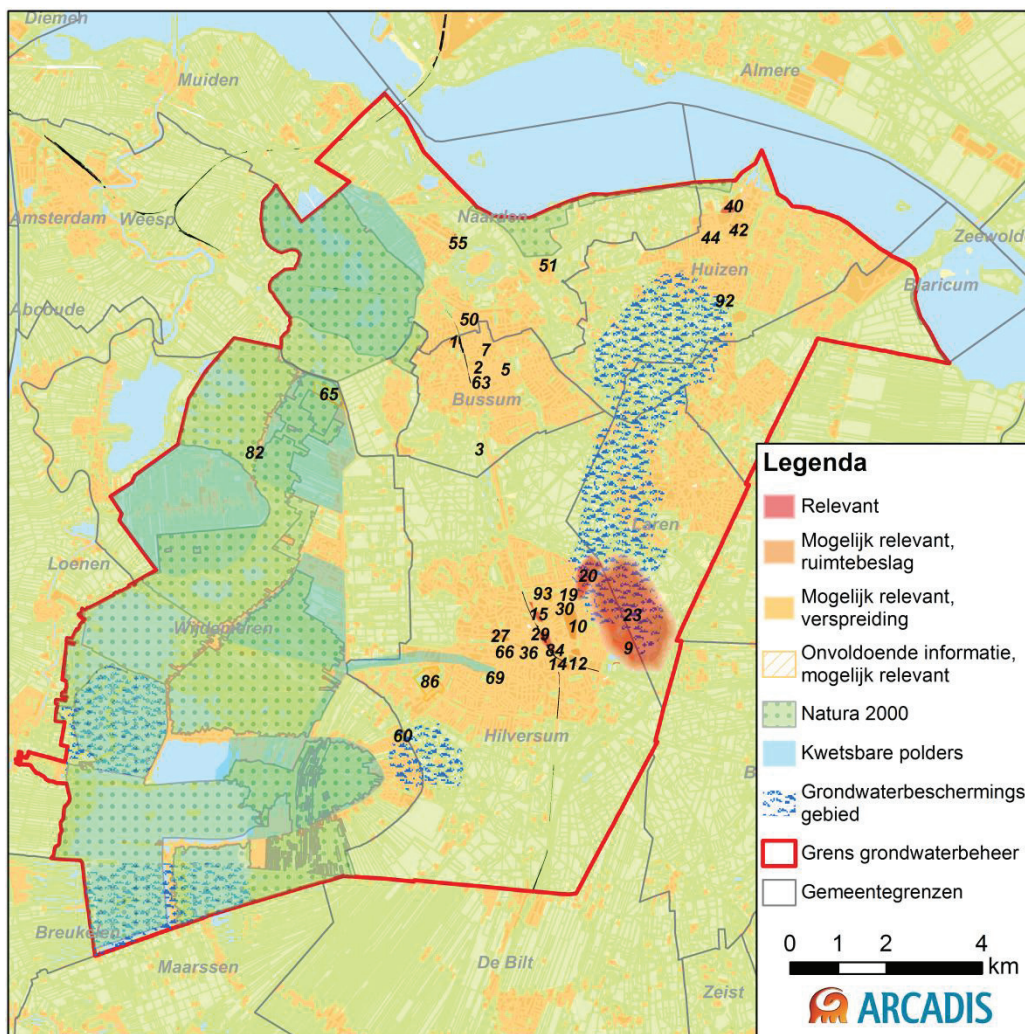 Diemen
Muiden
Almere
Amsterdam
Weesp
Naarden
40
44
42
Zeewolde
55
51
Huizen
Blaricum
Abcoude
92
50
1
7
2
5
63
Bussum
65
82
3
Laren
Loenen
20
93
19
15
30
23
10
Wijdemeren
27
29
66
36
84
9
14
12
69
86
60
Hilversum
Breukelen
Maarssen
De Bilt
Zeist
Legenda
Relevant
Mogelijk relevant,
ruimtebeslag
Mogelijk relevant,
verspreiding
Onvoldoende informatie,
mogelijk relevant
Natura 2000
Kwetsbare polders
Grondwaterbeschermings
gebied
Grens grondwaterbeheer
Gemeentegrenzen
0 1 2 4
km
ARCADIS